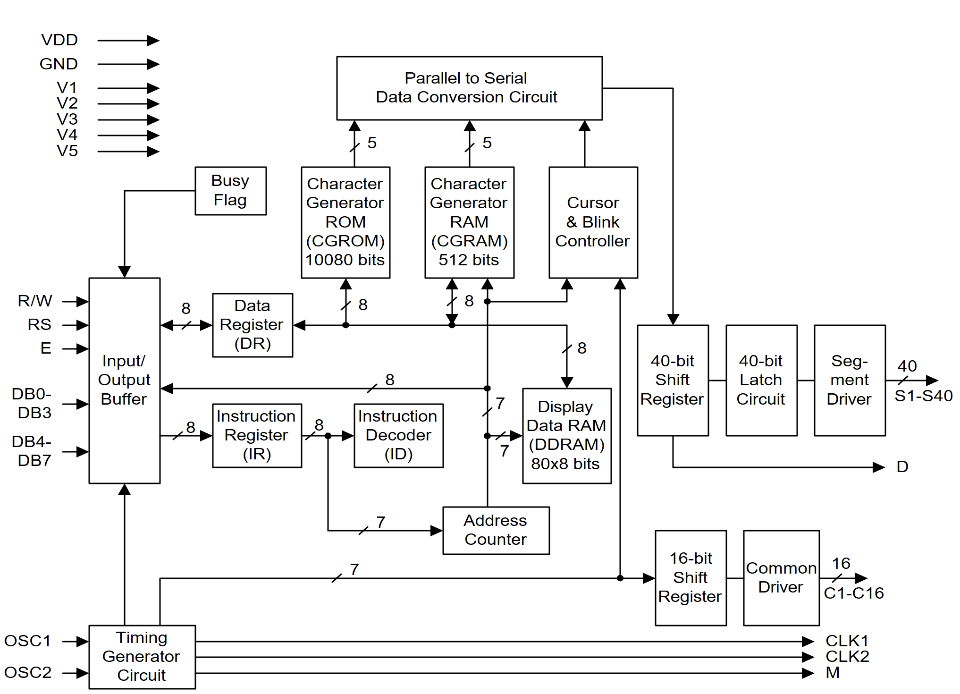 VDD
GND
V1
V2
V3
V4
V5
Parallel to Serial
Data Conversion Circuit
5
5
Busy
Flag
Character
Generator
ROM
(CGROM)
10080 bits
Character
Generator
RAM
(CGRAM)
512 bits
Cursor
& Blink
Controller
R/W
RS
E
DB0-
DB3
DB4-
DB7
Input/
Output
Buffer
8
Data
Register
(DR)
8
8
8
8
7
7
8
Instruction
Register
(IR)
8
Instruction
Decoder
(ID)
Display
Data RAM
(DDRAM)
80x8 bits
40-bit
Shift
Register
40-bit
Latch
Circuit
Seg-
ment
Driver
40
S1-S40
D
7
Address
Counter
7
16-bit
Shift
Register
Common
Driver
16
C1-C16
OSC1
OSC2
Timing
Generator
Circuit
CLK1
CLK2
M